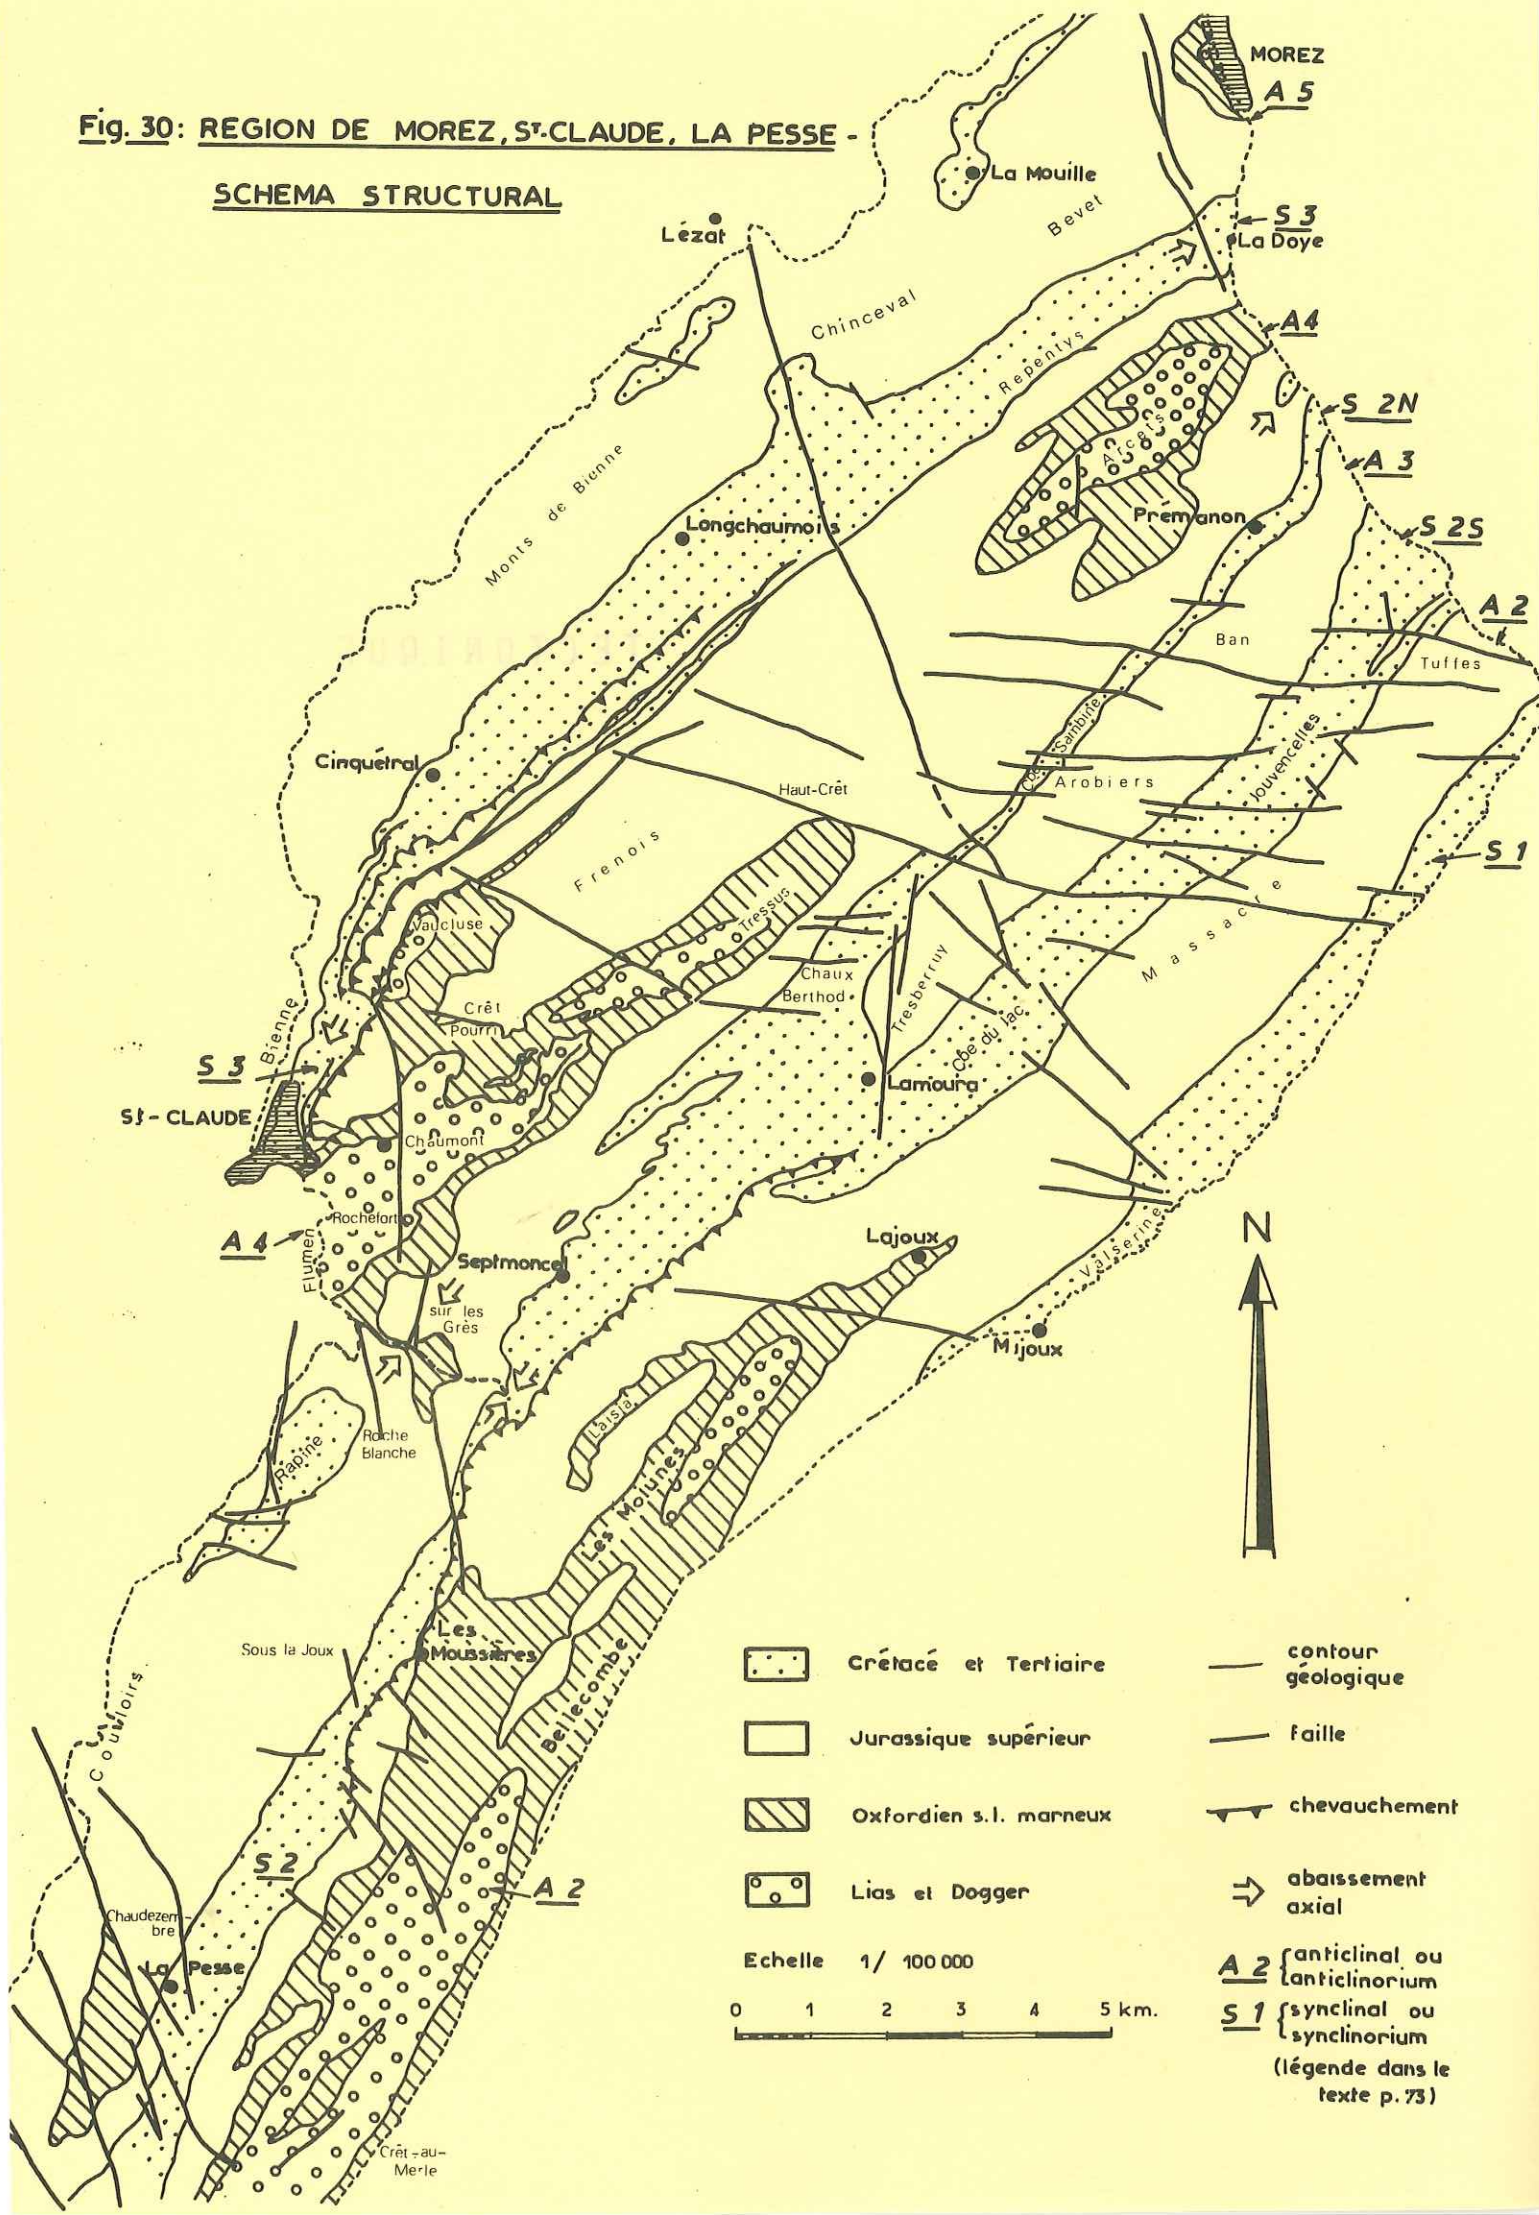 Fig. 30: REGION DE MOREZ, ST-CLAUDE, LA PESSE -
SCHEMA STRUCTURAL
MOREZ
A 5
La Mouille
Bevet
Lézat
S 3
La Doye
Chinceval
A4
Repentys
S 2N
Arcets
A 3
Monts de Bienne
Longchaumois
Prémanon
S 2S
A 2
Ban
Tuffes
Cbe Sambine
Jouvencelles
Cinquétral
Haut-Crêt
Arobiers
S 1
Frenois
Tressus
Massacre
Vaucluse
Chaux
Berthod
Tresberruy
Crêt
Pourri
Bienne
Cbe du lac
S 3
Lamoura
St-CLAUDE
Chaumont
Rochefort
A 4
Flumen
Septmoncel
Lajoux
Valserine
N
sur les
Grès
Mijoux
Laisia
Roche
Blanche
Rapine
Les Molunes
Les
Moussières
Sous la Joux
Bellecombe
Couloirs
S 2
A 2
Chaudezem-
bre
La Pesse
Crêt-au-
Merle
Crétacé et Tertiaire
Jurassique supérieur
Oxfordien s.l. marneux
Lias et Dogger
contour
géologique
faille
chevauchement
abaissement
axial
Echelle 1/ 100 000
0 1 2 3 4 5 km.
A 2 {anticlinal ou
anticlinorium
S 1 {synclinal ou
synclinorium
(légende dans le
texte p. 73)